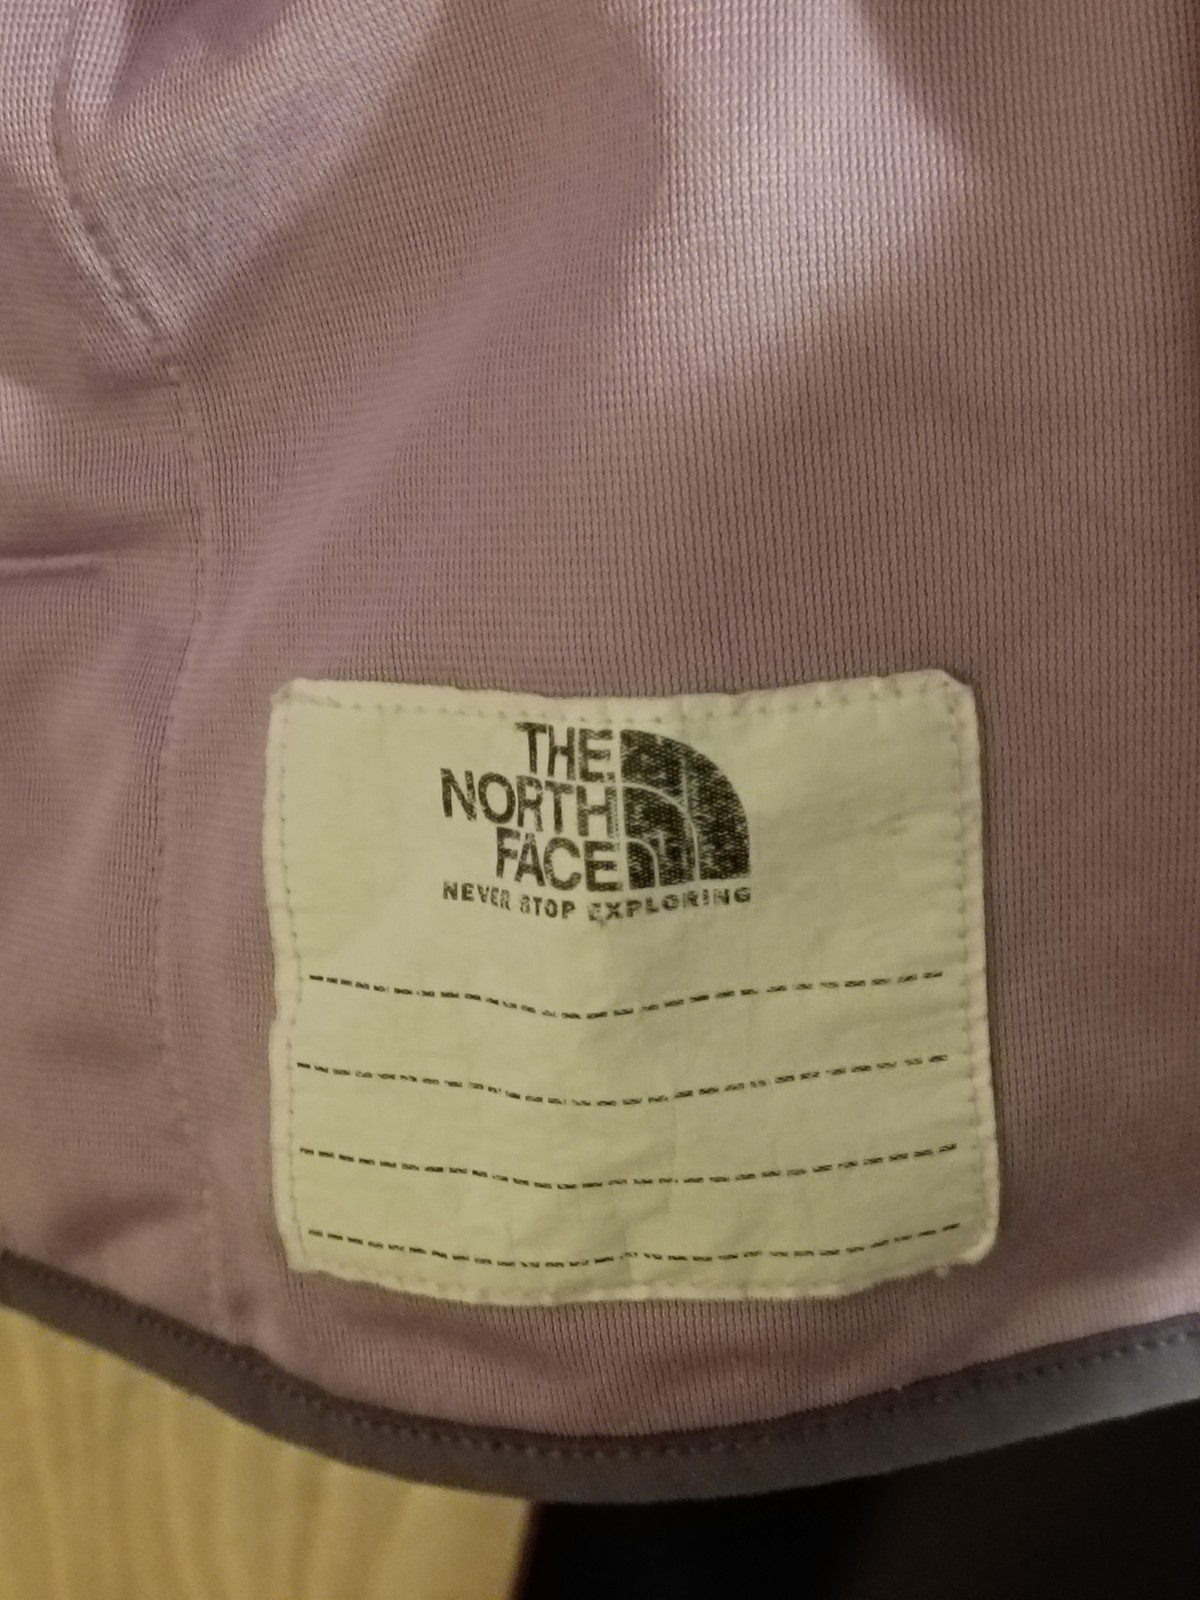 THE
NORTH
FACE
NEVER STOP EXPLORING